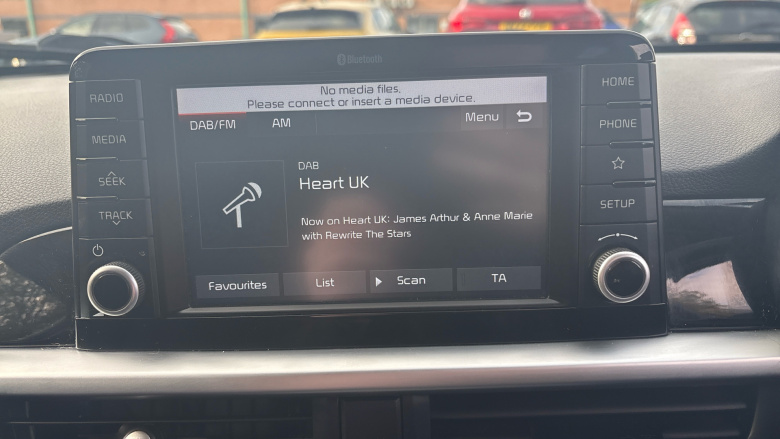 Bluetooth
RADIO
MEDIA
SEEK
TRACK
No media files.
Please connect or insert a media device.
DAB/FM AM Menu
DAB
Heart UK
Now on Heart UK: James Arthur & Anne Marie
with Rewrite The Stars
Favourites List Scan TA
HOME
PHONE
SETUP